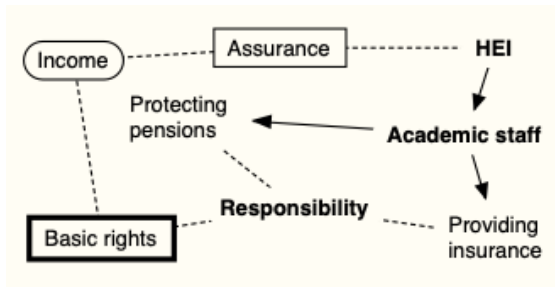 Income
Assurance
HEI
Protecting
pensions
Academic staff
Responsibility
Basic rights
Providing
insurance